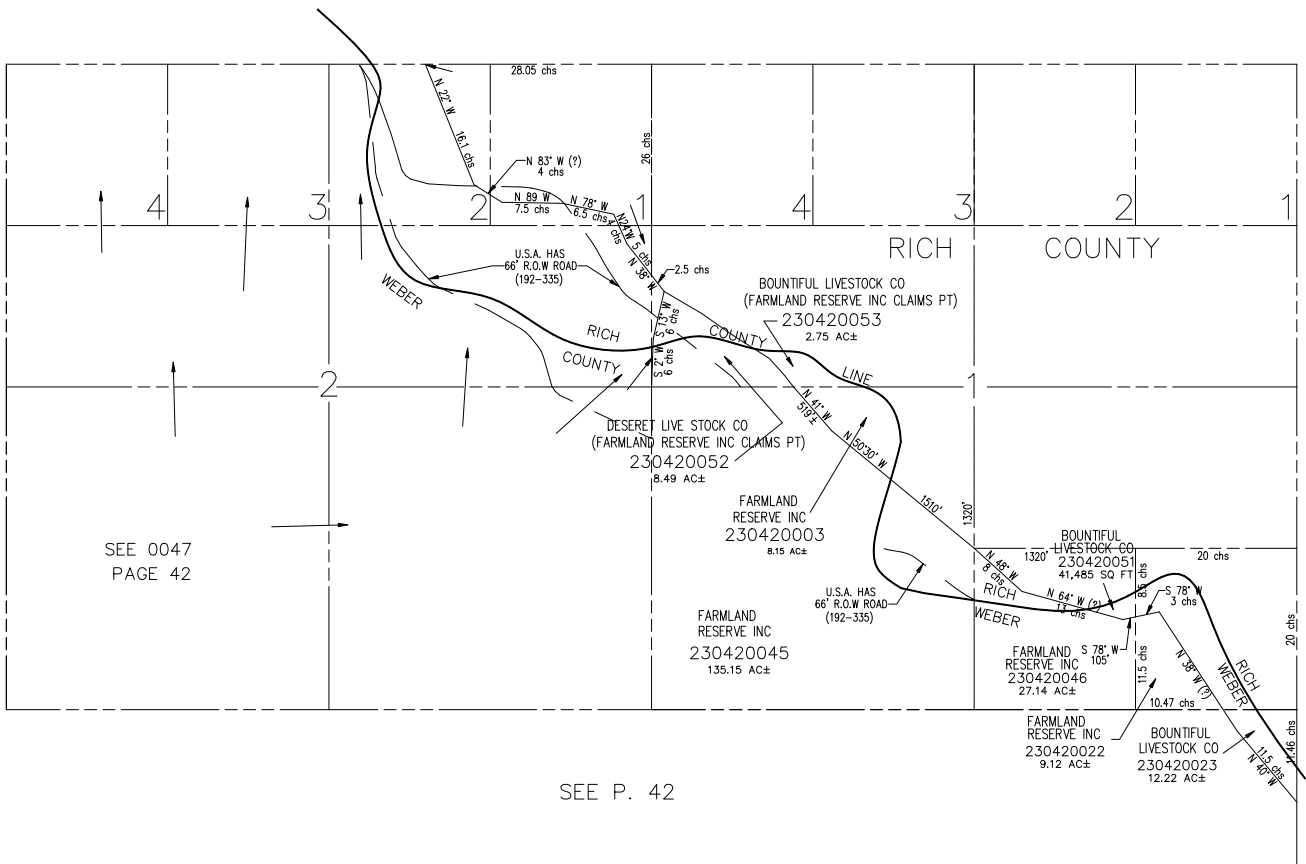 28.05 chs
N 22° W
16.1 chs
26 chs
N 83° W (?)
4 chs
N 89 W
7.5 chs
N 78° W
6.5 chs
4 chs
N24°W
5 chs
N 38° W
2.5 chs
4
3
2
1
4
3
2
1
RICH COUNTY
U.S.A. HAS
66' R.O.W ROAD
(192-335)
WEBER
RICH
COUNTY
COUNTY
LINE
S 13° W
6 chs
S 2° W
6 chs
BOUNTIFUL LIVESTOCK CO
(FARMLAND RESERVE INC CLAIMS PT)
230420053
2.75 AC±
2
1
N 41° W
519'±
DESERET LIVE STOCK CO
(FARMLAND RESERVE INC CLAIMS PT)
230420052
8.49 AC±
N 50°30' W
1510'
FARMLAND
RESERVE INC
230420003
8.15 AC±
1320'
1320'
SEE 0047
PAGE 42
BOUNTIFUL
LIVESTOCK CO
230420051
41,485 SQ FT
20 chs
N 48° W
8 chs
RICH
WEBER
N 64° W (?)
13 chs
8.5 chs
S 78° W
3 chs
U.S.A. HAS
66' R.O.W ROAD
(192-335)
FARMLAND
RESERVE INC
230420045
135.15 AC±
20 chs
S 78° W
105'
FARMLAND
RESERVE INC
230420046
27.14 AC±
11.5 chs
N 38° W (?)
RICH
WEBER
10.47 chs
FARMLAND
RESERVE INC
230420022
9.12 AC±
BOUNTIFUL
LIVESTOCK CO
230420023
12.22 AC±
11.5 chs
N 40° W
11.46 chs
SEE P. 42